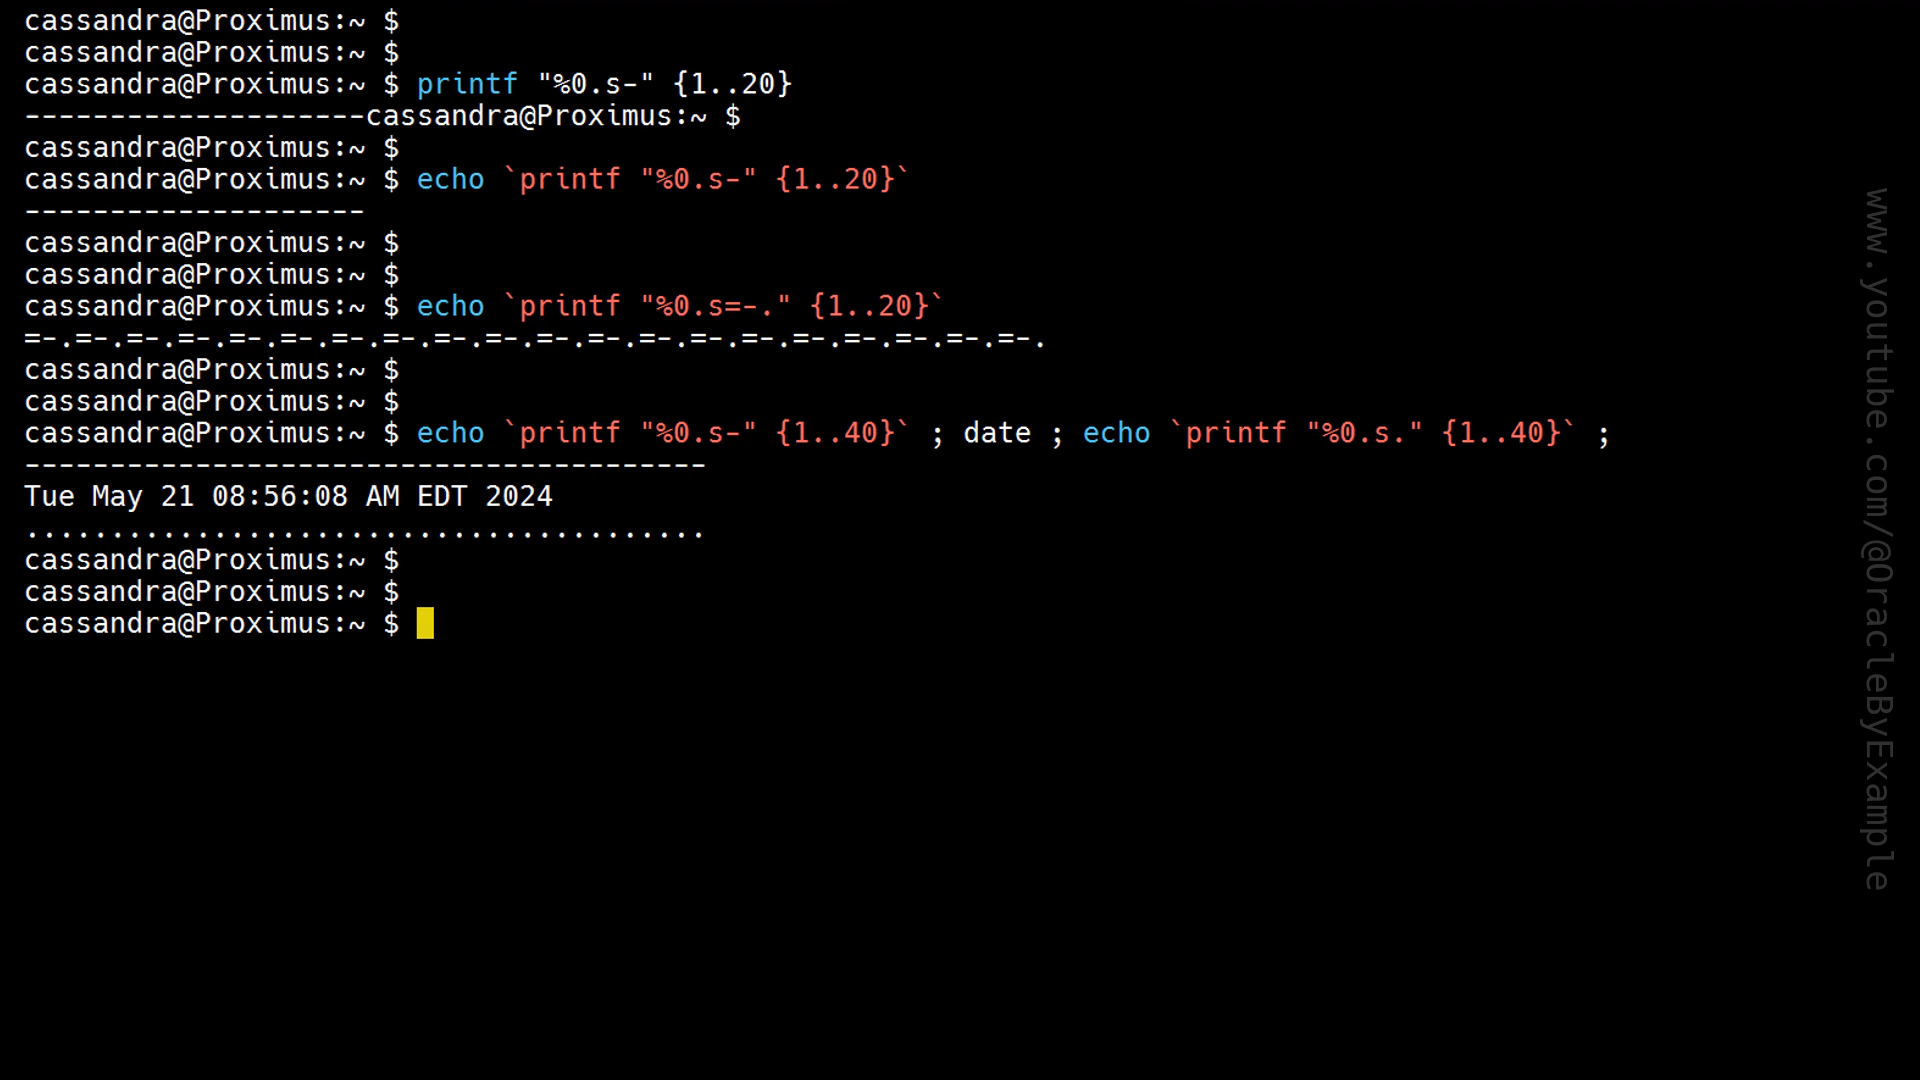 cassandra@Proximus:~ $
cassandra@Proximus:~ $
cassandra@Proximus:~ $ printf "%0.s-" {1..20}
--------------------cassandra@Proximus:~ $
cassandra@Proximus:~ $
cassandra@Proximus:~ $ echo `printf "%0.s-" {1..20}`
--------------------
cassandra@Proximus:~ $
cassandra@Proximus:~ $
cassandra@Proximus:~ $ echo `printf "%0.s=-." {1..20}`
=-.=-.=-.=-.=-.=-.=-.=-.=-.=-.=-.=-.=-.=-.=-.=-.=-.=-.=-.=-.
cassandra@Proximus:~ $
cassandra@Proximus:~ $
cassandra@Proximus:~ $ echo `printf "%0.s-" {1..40}` ; date ; echo `printf "%0.s." {1..40}` ;
----------------------------------------
Tue May 21 08:56:08 AM EDT 2024
........................................
cassandra@Proximus:~ $
cassandra@Proximus:~ $
cassandra@Proximus:~ $
www.youtube.com/@OracleByExample